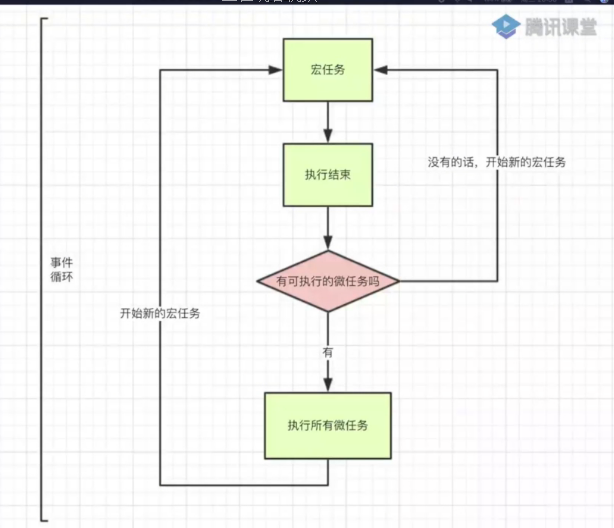 腾讯课堂
宏任务
没有的话，开始新的宏任务
执行结束
事件
循环
有可执行的微任务吗
开始新的宏任务
有
执行所有微任务